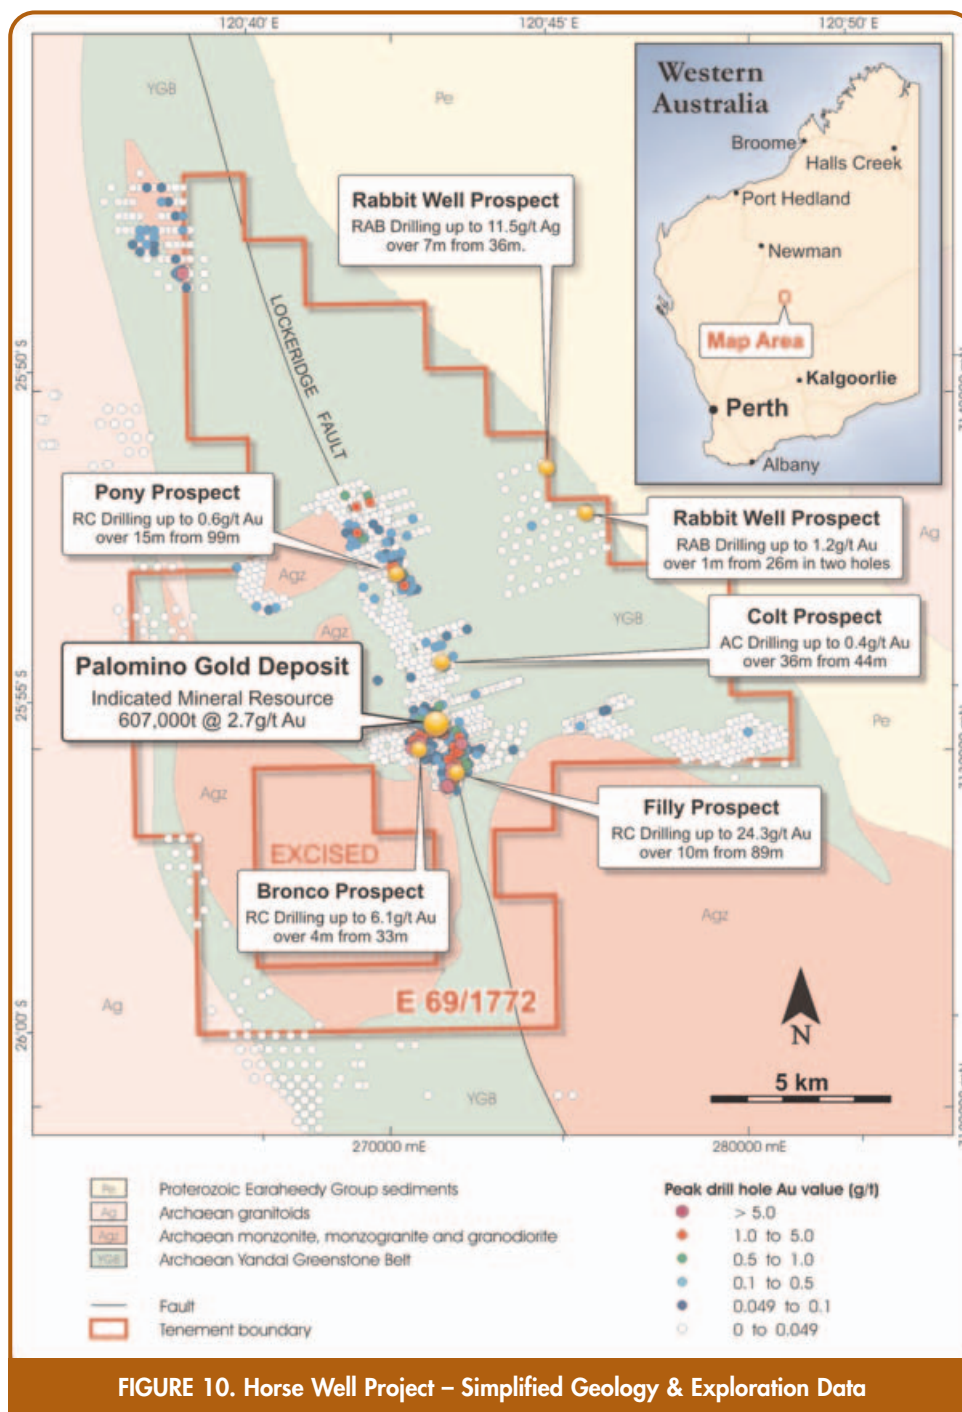 120°40' E
120°45' E
120°50' E
YGB
Pe
Western
Australia
Broome
Halls Creek
Port Hedland
Newman
Map Area
Kalgoorlie
Perth
Albany
Rabbit Well Prospect
RAB Drilling up to 11.5g/t Ag
over 7m from 36m.
LOCKERIDGE FAULT
25°50' S
Pony Prospect
RC Drilling up to 0.6g/t Au
over 15m from 99m
Rabbit Well Prospect
RAB Drilling up to 1.2g/t Au
over 1m from 26m in two holes
Ag
Agz
Agz
YGB
Colt Prospect
AC Drilling up to 0.4g/t Au
over 36m from 44m
Palomino Gold Deposit
Indicated Mineral Resource
607,000t @ 2.7g/t Au
25°55' S
Pe
Agz
Filly Prospect
RC Drilling up to 24.3g/t Au
over 10m from 89m
EXCISED
Bronco Prospect
RC Drilling up to 6.1g/t Au
over 4m from 33m
Agz
E 69/1772
Ag
26°00' S
N
5 km
YGB
270000 mE
280000 mE
Pe Proterozoic Earaheedy Group sediments
Ag Archaean granitoids
Agz Archaean monzonite, monzogranite and granodiorite
YGB Archaean Yandal Greenstone Belt
Fault
Tenement boundary
Peak drill hole Au value (g/t)
> 5.0
1.0 to 5.0
0.5 to 1.0
0.1 to 0.5
0.049 to 0.1
0 to 0.049
FIGURE 10. Horse Well Project – Simplified Geology & Exploration Data